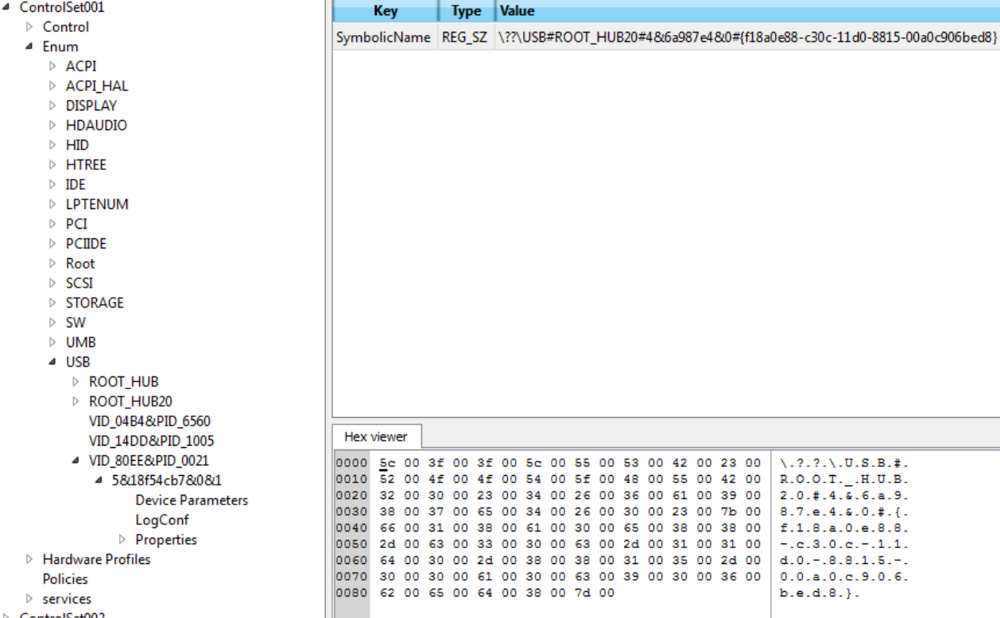 ControlSet001
Control
Enum
ACPI
ACPI_HAL
DISPLAY
HDAUDIO
HID
HTREE
IDE
LPTENUM
PCI
PCIIDE
Root
SCSI
STORAGE
SW
UMB
USB
ROOT_HUB
ROOT_HUB20
VID_04B4&PID_6560
VID_14DD&PID_1005
VID_80EE&PID_0021
5&18f54cb7&0&1
Device Parameters
LogConf
Properties
Hardware Profiles
Policies
services
ControlSet002
Key Type Value
SymbolicName REG_SZ \??\USB#ROOT_HUB20#4&6a987e4&0#{f18a0e88-c30c-11d0-8815-00a0c906bed8}
Hex viewer
0000 5c 00 3f 00 3f 00 5c 00 55 00 53 00 42 00 23 00 \.?.?.\.U.S.B.#.
0010 52 00 4f 00 4f 00 54 00 5f 00 48 00 55 00 42 00 R.O.O.T._.H.U.B.
0020 32 00 30 00 23 00 34 00 26 00 36 00 61 00 39 00 2.0.#.4.&.6.a.9.
0030 38 00 37 00 65 00 34 00 26 00 30 00 23 00 7b 00 8.7.e.4.&.0.#.{.
0040 66 00 31 00 38 00 61 00 30 00 65 00 38 00 38 00 f.1.8.a.0.e.8.8.
0050 2d 00 63 00 33 00 30 00 63 00 2d 00 31 00 31 00 -.c.3.0.c.-.1.1.
0060 64 00 30 00 2d 00 38 00 38 00 31 00 35 00 2d 00 d.0.-.8.8.1.5.-.
0070 30 00 30 00 61 00 30 00 63 00 39 00 30 00 36 00 0.0.a.0.c.9.0.6.
0080 62 00 65 00 64 00 38 00 7d 00 b.e.d.8.}.